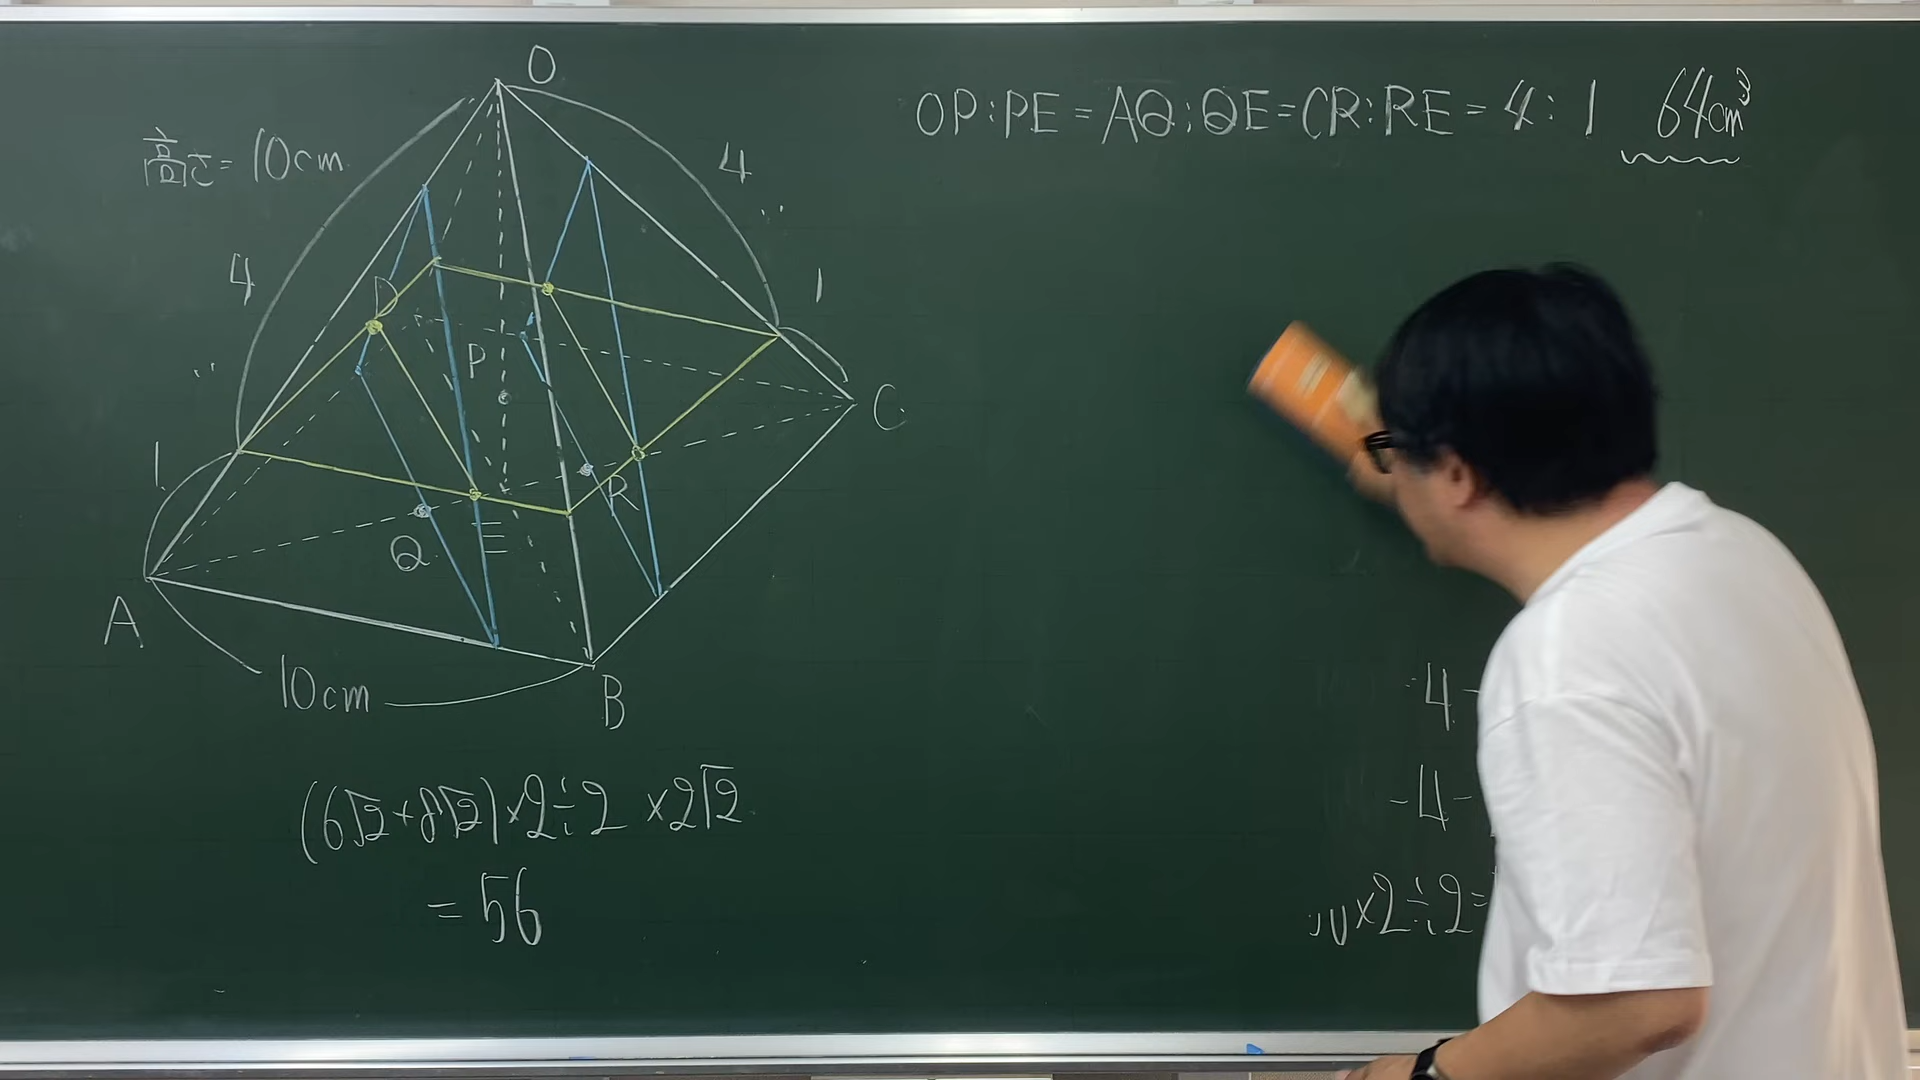 O
OP:PE=AQ:QE=CR:RE=4:1 64cm³
高さ=10cm
4
4
D
1
P
C
1
R
E
Q
A
10cm
B
4-
-4-
(6√2+8√2)×2÷2×2√2
×2÷2=
=56